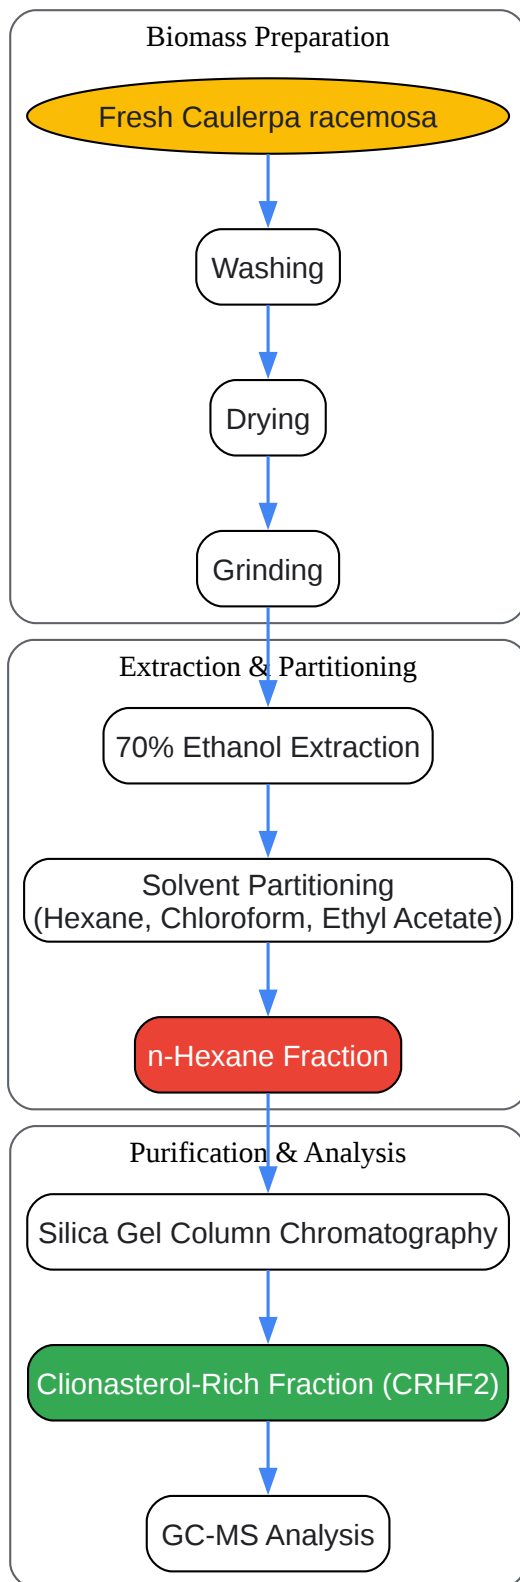 Biomass Preparation
Fresh Caulerpa racemosa
Washing
Drying
Grinding
Extraction & Partitioning
70% Ethanol Extraction
Solvent Partitioning
(Hexane, Chloroform, Ethyl Acetate)
n-Hexane Fraction
Purification & Analysis
Silica Gel Column Chromatography
Clionasterol-Rich Fraction (CRHF2)
GC-MS Analysis